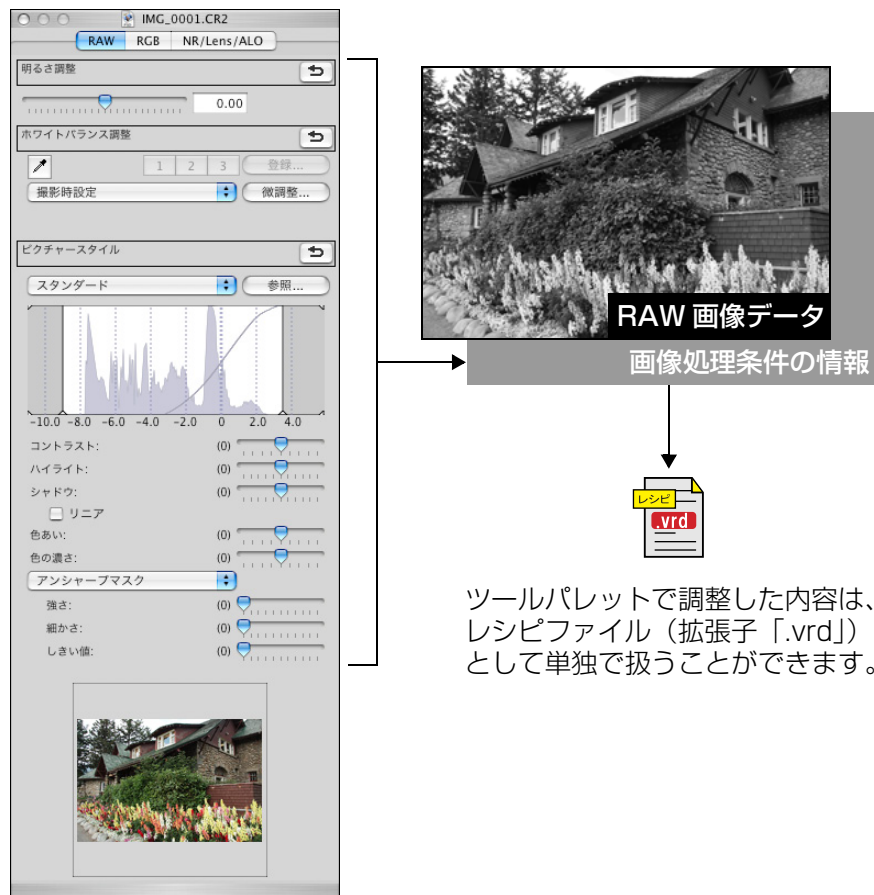 IMG_0001.CR2
RAW RGB NR/Lens/ALO
明るさ調整
0.00
ホワイトバランス調整
1 2 3 登録...
撮影時設定 微調整...
ピクチャースタイル
スタンダード 参照...
-10.0 -8.0 -6.0 -4.0 -2.0 0 2.0 4.0
コントラスト: (0)
ハイライト: (0)
シャドウ: (0)
リニア
色あい: (0)
色の濃さ: (0)
アンシャープマスク
強さ: (0)
細かさ: (0)
しきい値: (0)
RAW 画像データ
画像処理条件の情報
レシピ
.vrd
ツールパレットで調整した内容は、
レシピファイル（拡張子「.vrd」）
として単独で扱うことができます。